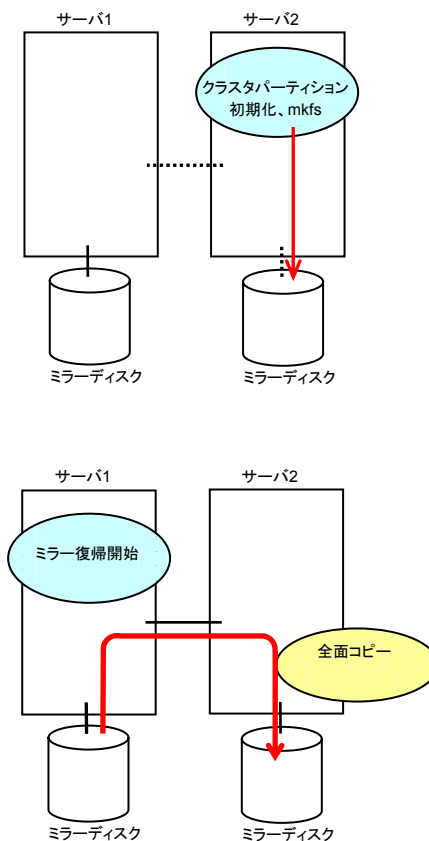 サーバ1
サーバ2
クラスタパーティション
初期化、mkfs
ミラーディスク
ミラーディスク
サーバ1
サーバ2
ミラー復帰開始
全面コピー
ミラーディスク
ミラーディスク